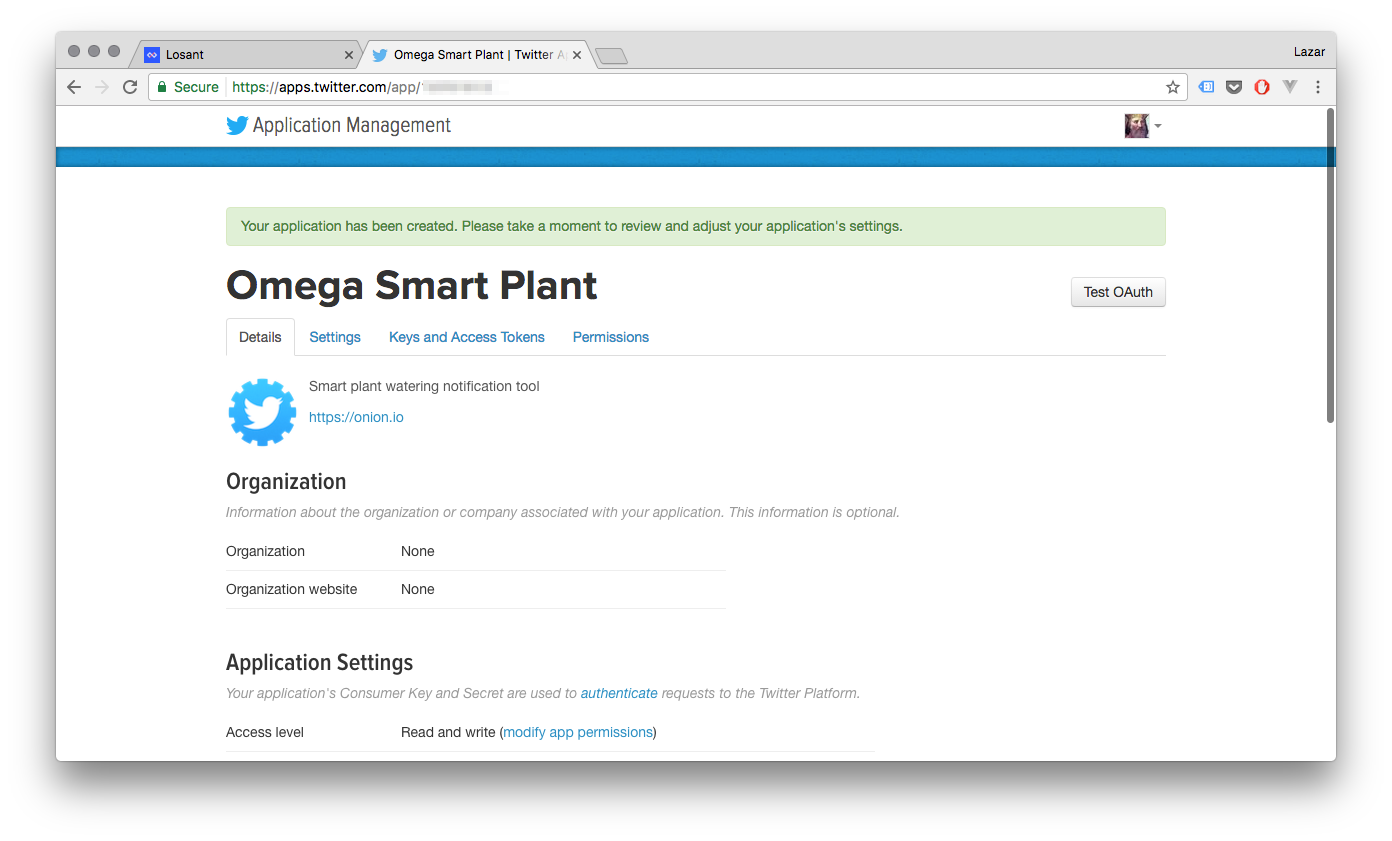 Losant
Omega Smart Plant | Twitter A
Lazar
Secure https://apps.twitter.com/app/
Application Management
Your application has been created. Please take a moment to review and adjust your application's settings.
Omega Smart Plant
Test OAuth
Details Settings Keys and Access Tokens Permissions
Smart plant watering notification tool
https://onion.io
Organization
Information about the organization or company associated with your application. This information is optional.
Organization None
Organization website None
Application Settings
Your application's Consumer Key and Secret are used to authenticate requests to the Twitter Platform.
Access level Read and write (modify app permissions)